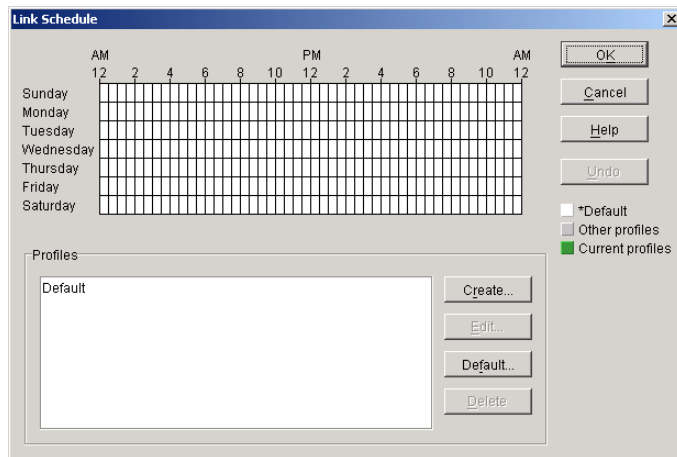 Link Schedule
AM PM AM
12 2 4 6 8 10 12 2 4 6 8 10 12
Sunday
Monday
Tuesday
Wednesday
Thursday
Friday
Saturday
OK
Cancel
Help
Undo
*Default
Other profiles
Current profiles
Profiles
Default
Create...
Edit...
Default...
Delete